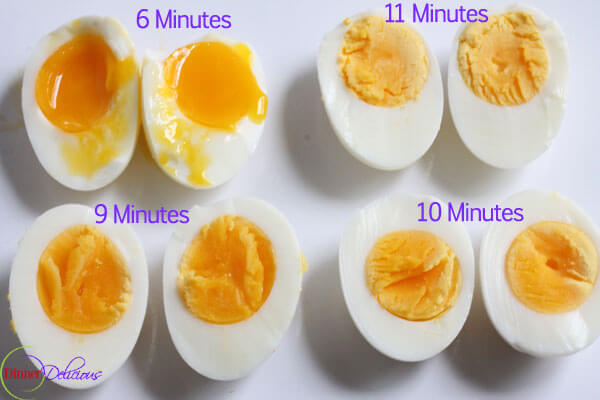 6 Minutes
11 Minutes
9 Minutes
10 Minutes
Dinner Delicious